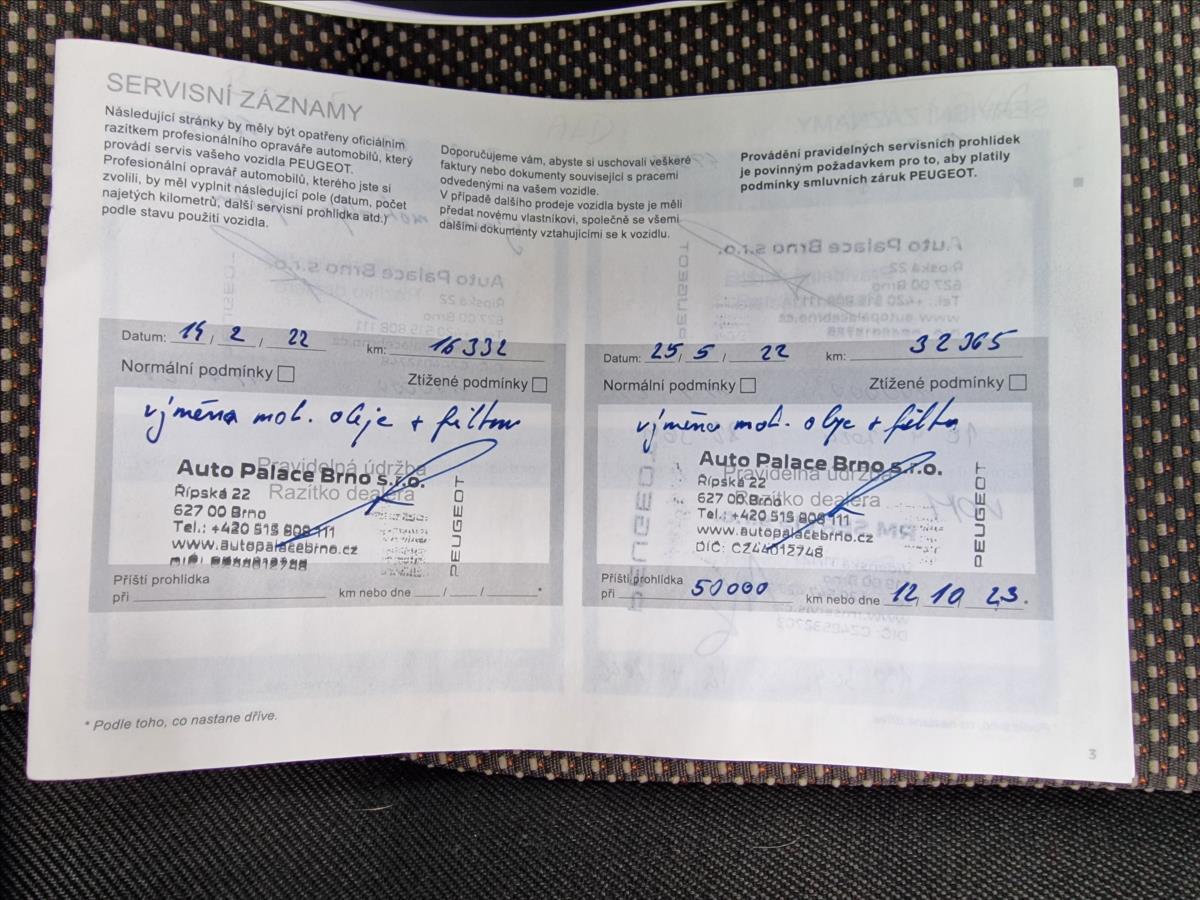 SERVISNÍ ZÁZNAMY
Následující stránky by měly být opatřeny oficiálním
razítkem profesionálního opraváře automobilů, který
provádí servis vašeho vozidla PEUGEOT.
Profesionální opravář automobilů, kterého jste si
zvolili, by měl vyplnit následující pole (datum, počet
najetých kilometrů, další servisní prohlídka atd.)
podle stavu použití vozidla.
Doporučujeme vám, abyste si uschovali veškeré
faktury nebo dokumenty související s pracemi
odvedenými na vašem vozidle.
V případě dalšího prodeje vozidla byste je měli
předat novému vlastníkovi, společně se všemi
dalšími dokumenty vztahujícími se k vozidlu.
Provádění pravidelných servisních prohlídek
je povinným požadavkem pro to, aby platily
podmínky smluvních záruk PEUGEOT.
Datum: 14 / 2 / 22 km: 16332
Normální podmínky Ztížené podmínky
výměna mot. oleje + filtru
Pravidelná údržba
Razítko dealera
Auto Palace Brno s.r.o.
Řípská 22
627 00 Brno
Tel.: +420 515 808 111
www.autopalacebrno.cz
PEUGEOT
Příští prohlídka
při km nebo dne / / *
Datum: 25 / 5 / 22 km: 32365
Normální podmínky Ztížené podmínky
výměna mot. oleje + filtru
Pravidelná údržba
Razítko dealera
Auto Palace Brno s.r.o.
Řípská 22
627 00 Brno
Tel.: +420 515 808 111
www.autopalacebrno.cz
DIČ: CZ44012748
PEUGEOT
Příští prohlídka
při 50000 km nebo dne 12 / 10 / 23 *
* Podle toho, co nastane dříve.
3